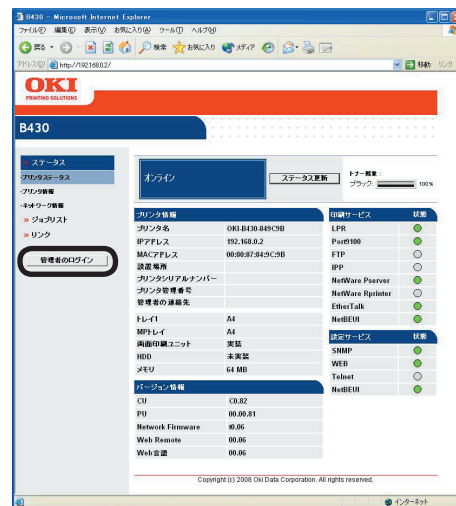 B430 - Microsoft Internet Explorer
ファイル(F) 編集(E) 表示(V) お気に入り(A) ツール(T) ヘルプ(H)
戻る 検索 お気に入り メディア
アドレス(D) http://192.168.0.2/ 移動 リンク
OKI
PRINTING SOLUTIONS
B430
» ステータス
・プリンタステータス
・プリンタ情報
・ネットワーク情報
» ジョブリスト
» リンク
管理者のログイン
オンライン ステータス更新
トナー残量:
ブラック: 100%
プリンタ情報
プリンタ名 OKI-B430-849C9B
IPアドレス 192.168.0.2
MACアドレス 00:80:87:84:9C:9B
設置場所
プリンタシリアルナンバー
プリンタ管理番号
管理者の連絡先
トレイ1 A4
MPトレイ A4
両面印刷ユニット 実装
HDD 未実装
メモリ 64 MB
バージョン情報
CU C0.82
PU 00.00.81
Network Firmware t0.06
Web Remote 00.06
Web言語 00.06
印刷サービス 状態
LPR
Port9100
FTP
IPP
NetWare Pserver
NetWare Rprinter
EtherTalk
NetBEUI
設定サービス 状態
SNMP
WEB
Telnet
NetBEUI
Copyright (c) 2008 Oki Data Corporation. All rights reserved.
インターネット